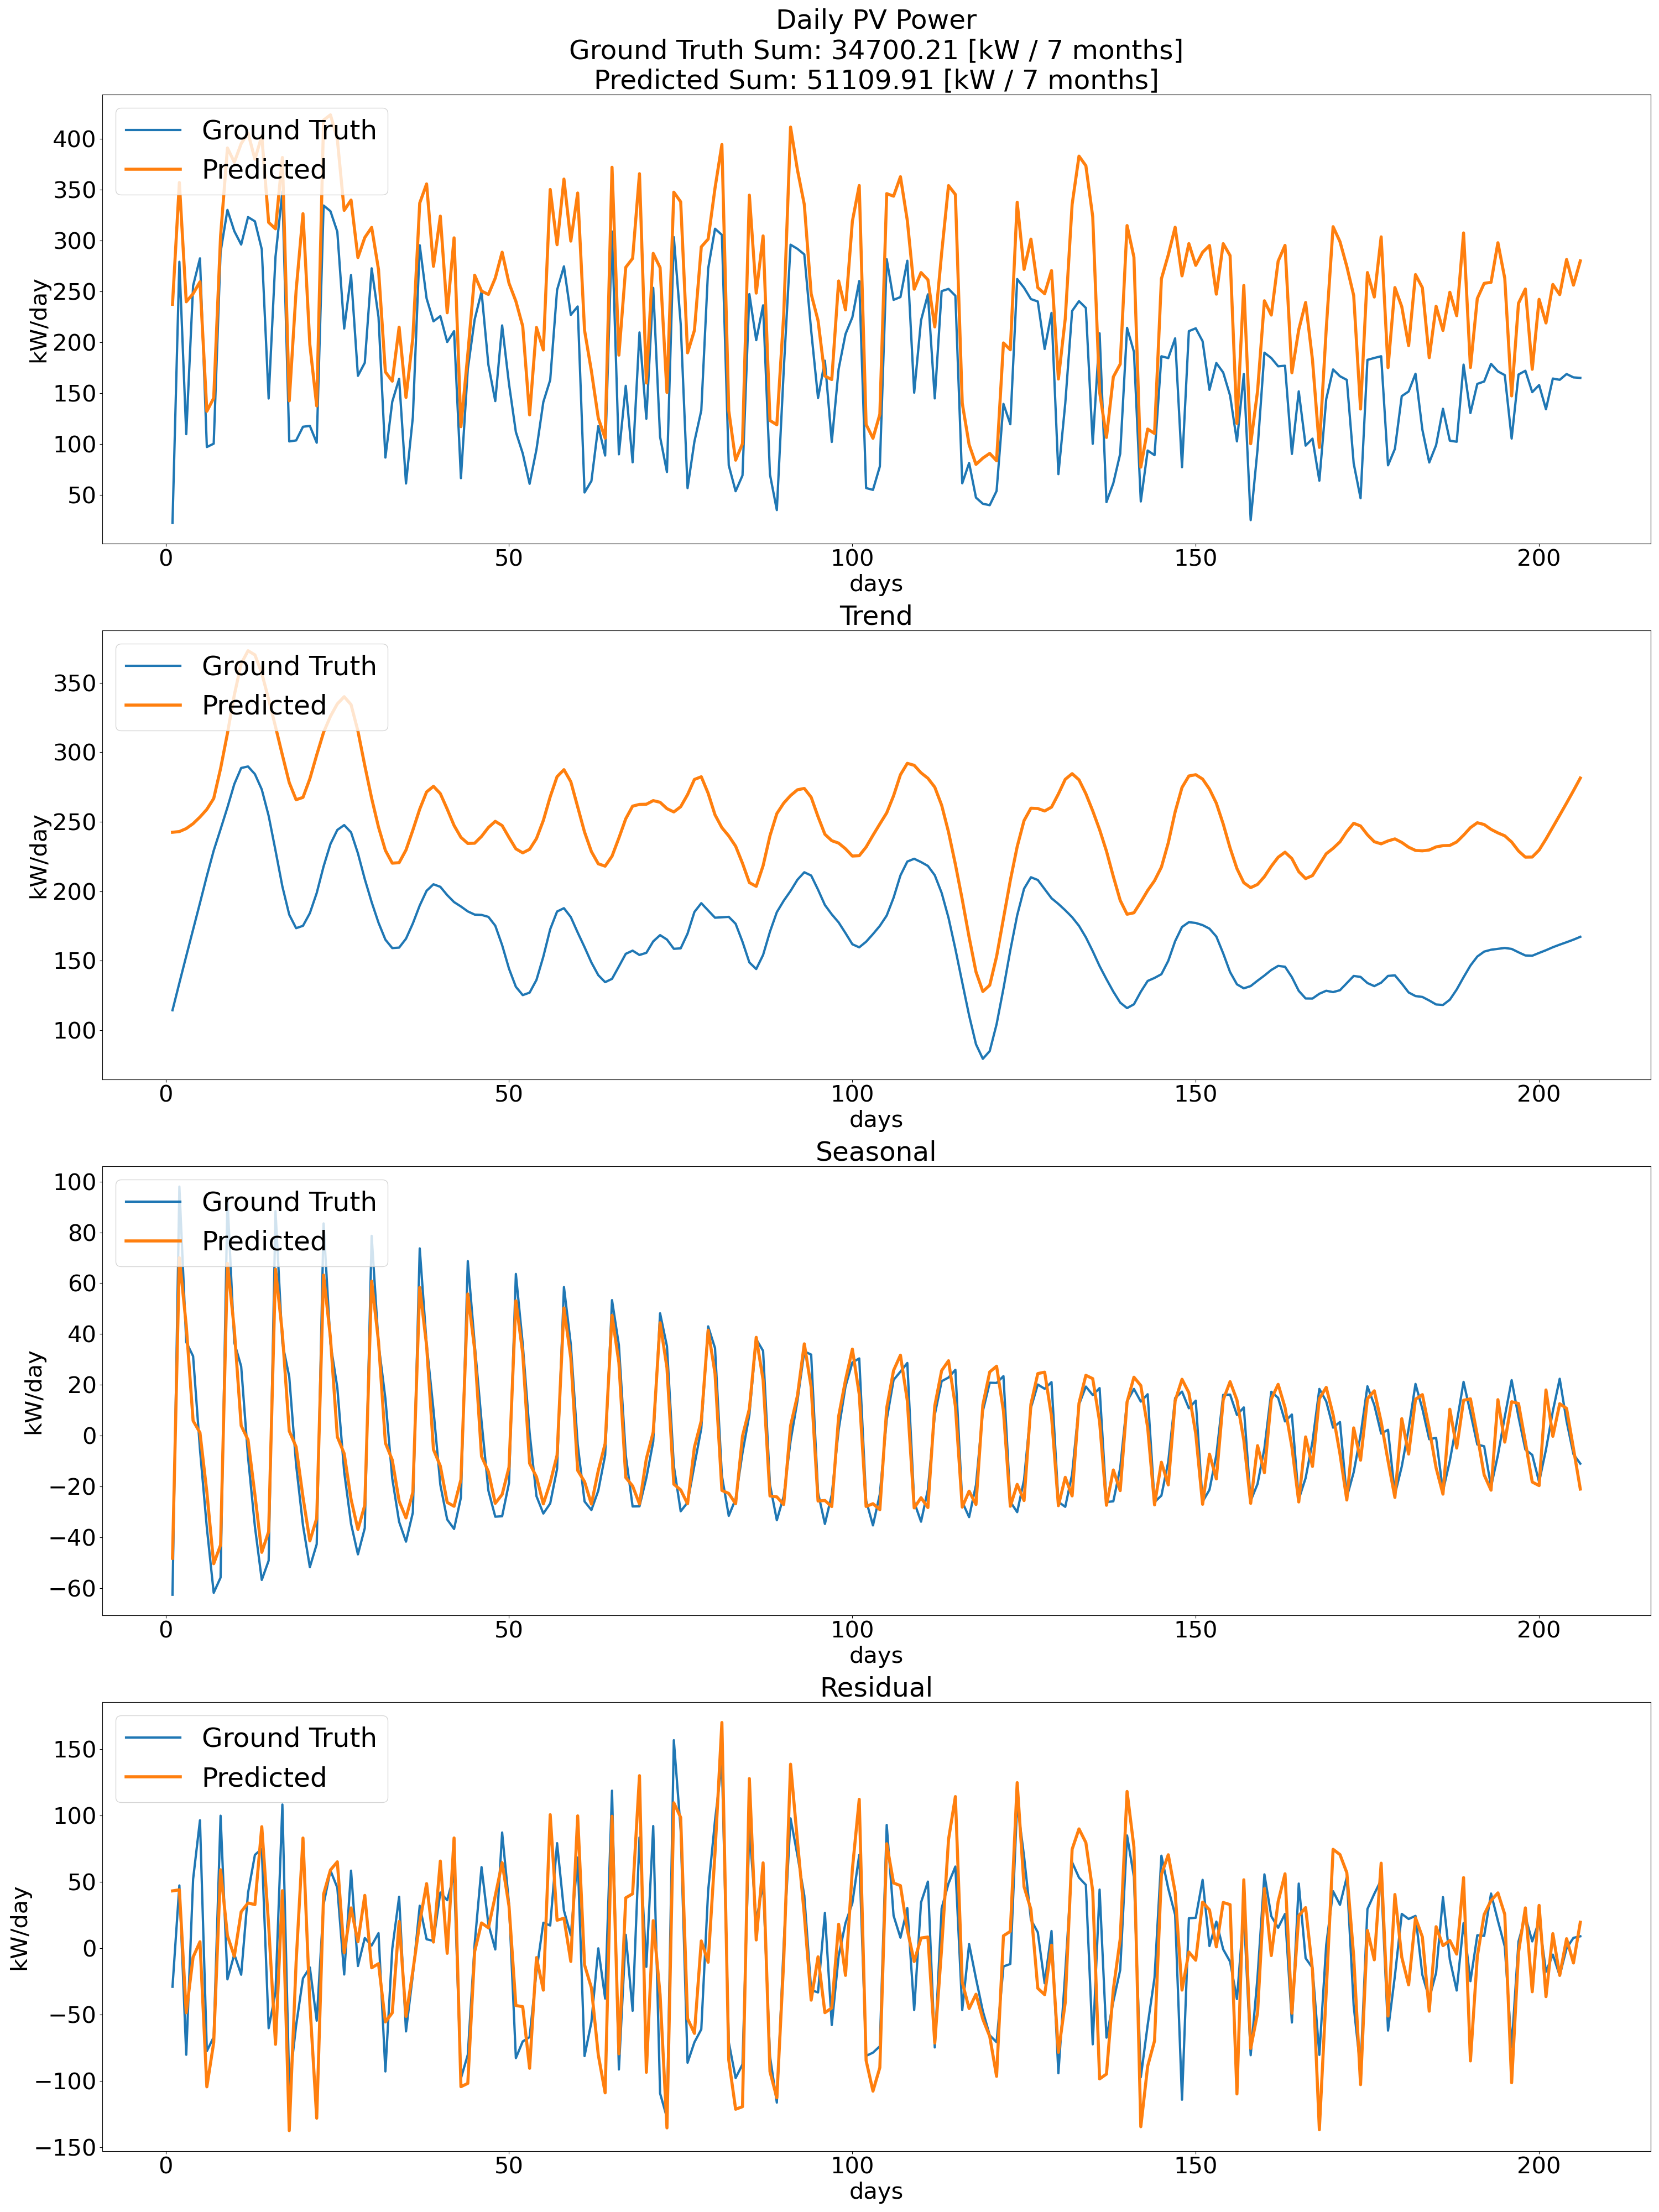 Daily PV Power
Ground Truth Sum: 34700.21 [kW / 7 months]
Predicted Sum: 51109.91 [kW / 7 months]
Ground Truth
Predicted
400
350
300
250
200
150
100
50
kW/day
0 50 100 150 200
days
Trend
Ground Truth
Predicted
350
300
250
200
150
100
kW/day
0 50 100 150 200
days
Seasonal
Ground Truth
Predicted
100
80
60
40
20
0
−20
−40
−60
kW/day
0 50 100 150 200
days
Residual
Ground Truth
Predicted
150
100
50
0
−50
−100
−150
kW/day
0 50 100 150 200
days